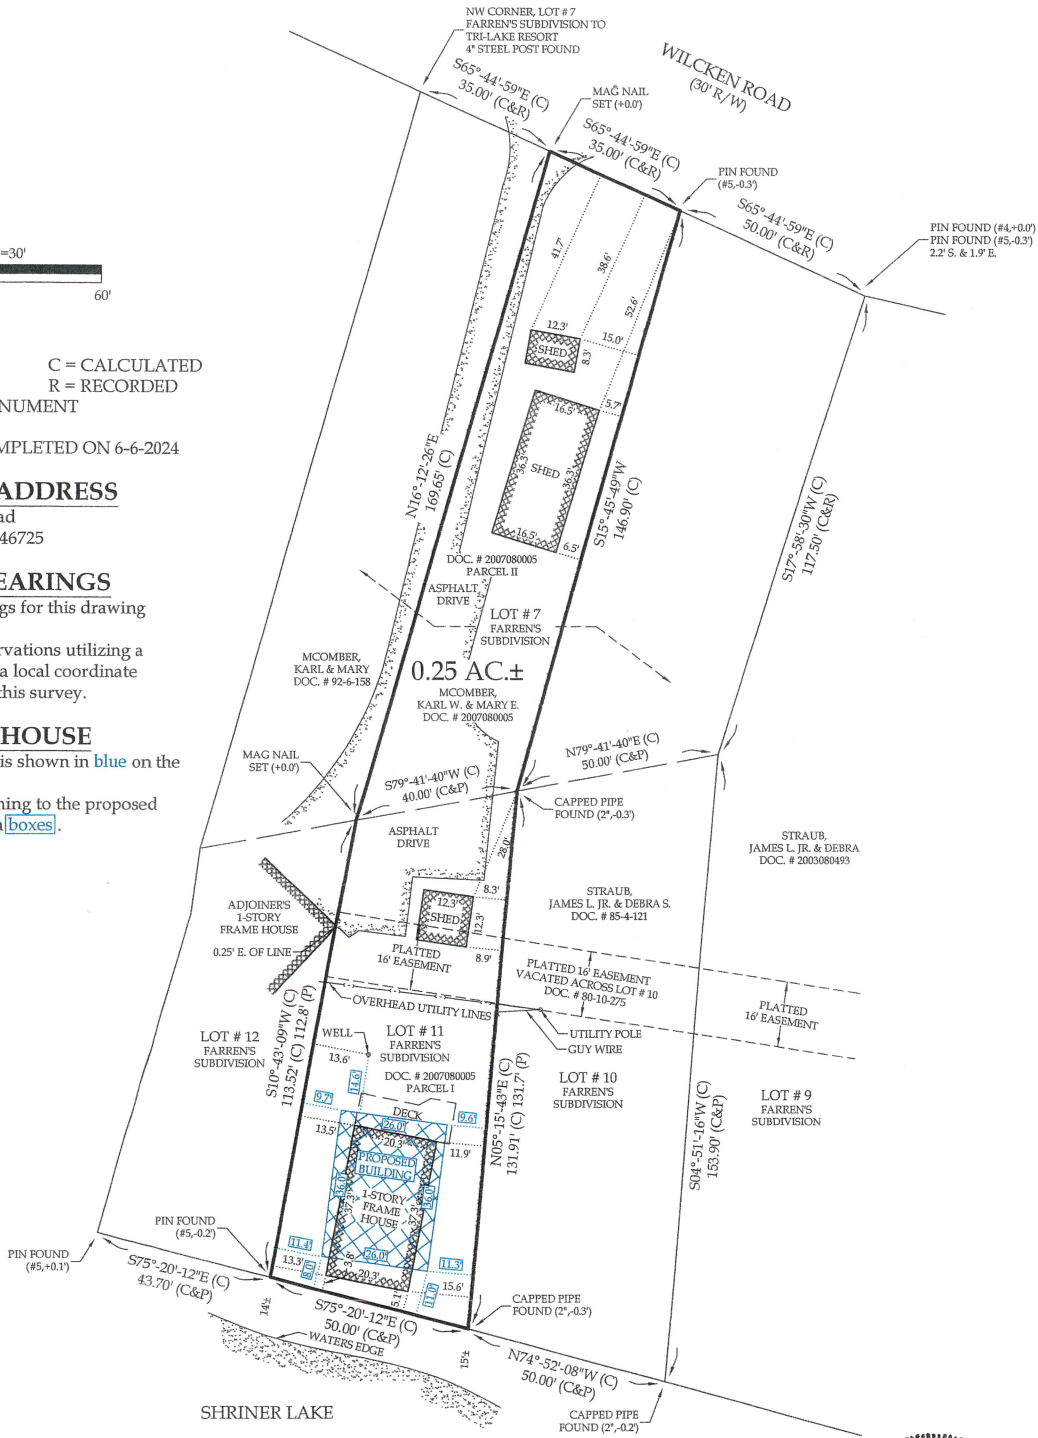 NW CORNER, LOT # 7
FARREN'S SUBDIVISION TO
TRI-LAKE RESORT
4" STEEL POST FOUND
WILCKEN ROAD
(30' R/W)
S65°-44'-59"E (C)
35.00' (C&R)
MAG NAIL
SET (+0.0')
S65°-44'-59"E (C)
35.00' (C&R)
PIN FOUND
(#5,-0.3')
S65°-44'-59"E (C)
50.00' (C&R)
PIN FOUND (#4,+0.0')
PIN FOUND (#5,-0.3')
2.2' S. & 1.9' E.
=30'
60'
C = CALCULATED
R = RECORDED
NUMENT
MPLETED ON 6-6-2024
ADDRESS
ad
46725
EARINGS
gs for this drawing
rvations utilizing a
a local coordinate
this survey.
HOUSE
is shown in blue on the
ning to the proposed
n boxes.
41.7'
38.6'
52.6'
12.3'
15.0'
SHED
8.3'
5.7'
16.5'
36.3'
SHED
36.3'
16.5'
6.5'
N16°-12'-26"E
169.65' (C)
S15°-45'-49"W
146.90' (C)
S17°-58'-30"W (C)
117.50' (C&R)
DOC. # 2007080005
PARCEL II
ASPHALT
DRIVE
LOT # 7
FARREN'S
SUBDIVISION
MCOMBER,
KARL & MARY
DOC. # 92-6-158
0.25 AC.±
MCOMBER,
KARL W. & MARY E.
DOC. # 2007080005
MAG NAIL
SET (+0.0')
S79°-41'-40"W (C)
40.00' (C&P)
N79°-41'-40"E (C)
50.00' (C&P)
CAPPED PIPE
FOUND (2",-0.3')
ASPHALT
DRIVE
28.0'
STRAUB,
JAMES L. JR. & DEBRA
DOC. # 2003080493
STRAUB,
JAMES L. JR. & DEBRA S.
DOC. # 85-4-121
8.3'
12.3'
SHED
12.3'
8.9'
ADJOINER'S
1-STORY
FRAME HOUSE
0.25' E. OF LINE
PLATTED
16' EASEMENT
PLATTED 16' EASEMENT
VACATED ACROSS LOT # 10
DOC. # 80-10-275
PLATTED
16' EASEMENT
OVERHEAD UTILITY LINES
UTILITY POLE
GUY WIRE
LOT # 12
FARREN'S
SUBDIVISION
S10°-43'-09"W (C)
113.52' (C) 112.8' (P)
WELL
13.6'
LOT # 11
FARREN'S
SUBDIVISION
DOC. # 2007080005
PARCEL I
14.6'
LOT # 10
FARREN'S
SUBDIVISION
N05°-15'-43"E (C)
131.91' (C) 131.7' (P)
S04°-51'-16"W (C)
153.90' (C&P)
LOT # 9
FARREN'S
SUBDIVISION
9.7'
DECK
9.6'
26.0'
13.5'
20.3'
11.9'
PROPOSED
BUILDING
36.0'
37.3'
1-STORY
FRAME
HOUSE
37.3'
36.0'
11.4'
26.0'
11.3'
13.3'
8.0'
3.8'
20.3'
15.6'
5.1'
11.0'
PIN FOUND
(#5,-0.2')
PIN FOUND
(#5,+0.1')
S75°-20'-12"E (C)
43.70' (C&P)
14'±
S75°-20'-12"E (C)
50.00' (C&P)
WATERS EDGE
15'±
CAPPED PIPE
FOUND (2",-0.3')
N74°-52'-08"W (C)
50.00' (C&P)
SHRINER LAKE
CAPPED PIPE
FOUND (2",-0.2')